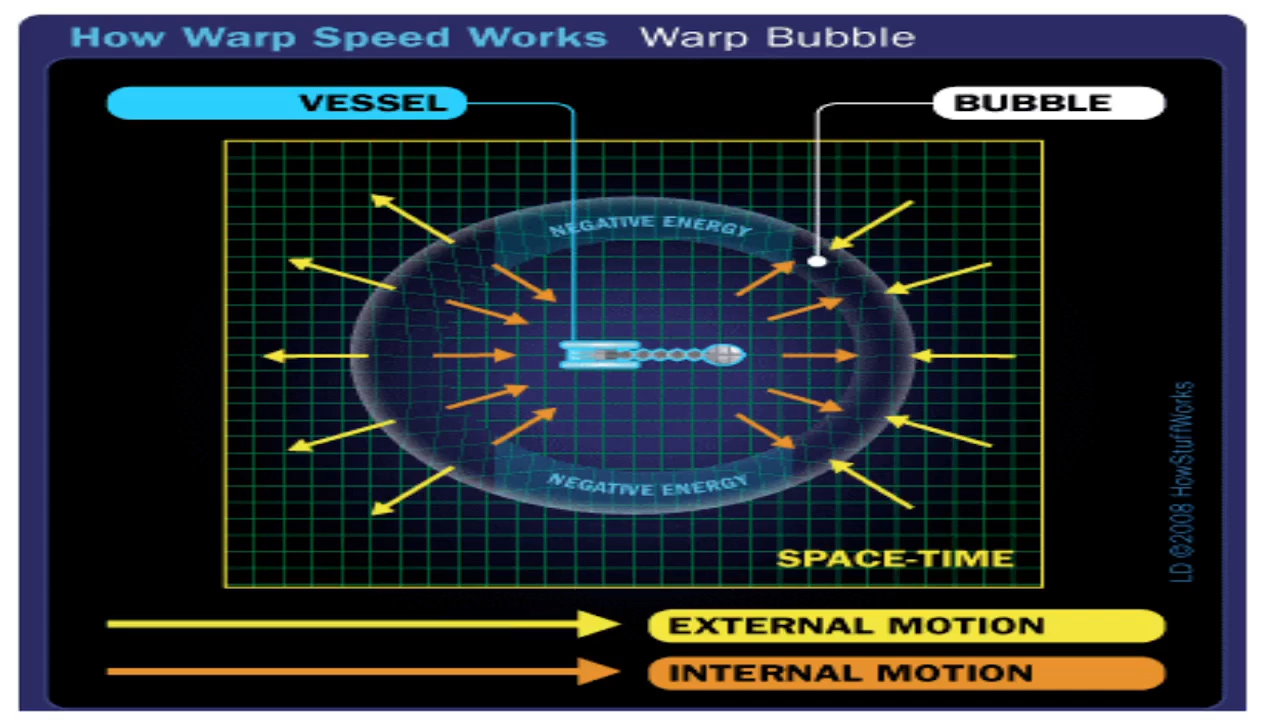 How Warp Speed Works Warp Bubble
VESSEL
BUBBLE
NEGATIVE ENERGY
NEGATIVE ENERGY
SPACE-TIME
LD ©2008 HowStuffWorks
EXTERNAL MOTION
INTERNAL MOTION